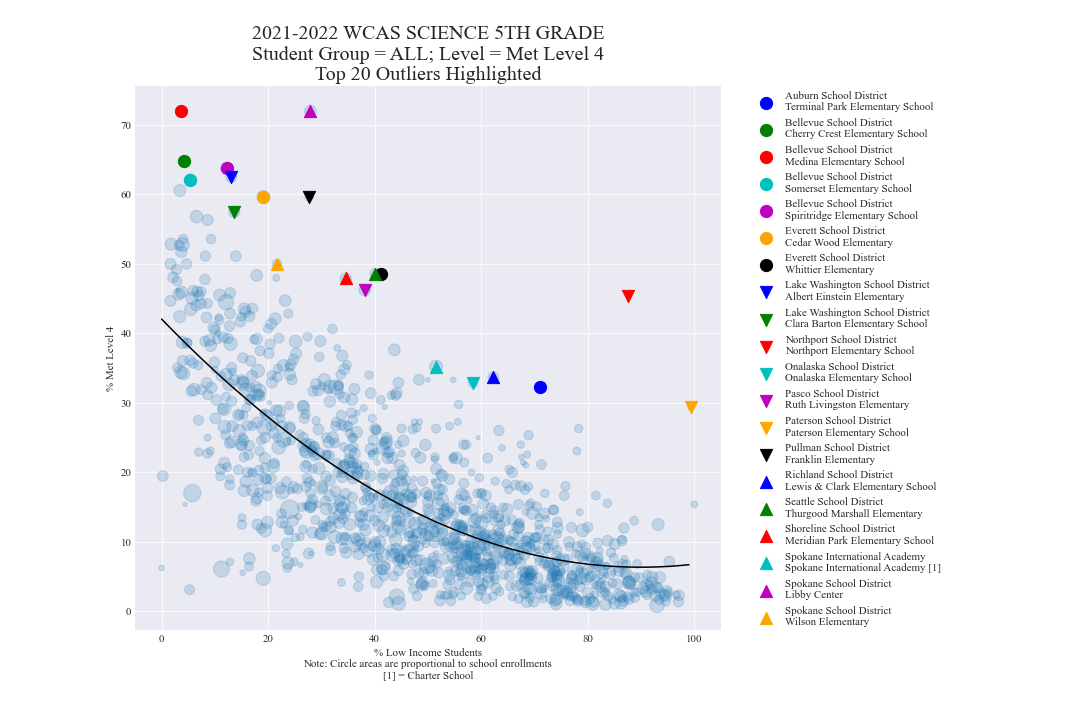 2021-2022 WCAS SCIENCE 5TH GRADE
Student Group = ALL; Level = Met Level 4
Top 20 Outliers Highlighted
% Met Level 4
70
60
50
40
30
20
10
0
0 20 40 60 80 100
% Low Income Students
Note: Circle areas are proportional to school enrollments
[1] = Charter School
Auburn School District
Terminal Park Elementary School
Bellevue School District
Cherry Crest Elementary School
Bellevue School District
Medina Elementary School
Bellevue School District
Somerset Elementary School
Bellevue School District
Spiritridge Elementary School
Everett School District
Cedar Wood Elementary
Everett School District
Whittier Elementary
Lake Washington School District
Albert Einstein Elementary
Lake Washington School District
Clara Barton Elementary School
Northport School District
Northport Elementary School
Onalaska School District
Onalaska Elementary School
Pasco School District
Ruth Livingston Elementary
Paterson School District
Paterson Elementary School
Pullman School District
Franklin Elementary
Richland School District
Lewis & Clark Elementary School
Seattle School District
Thurgood Marshall Elementary
Shoreline School District
Meridian Park Elementary School
Spokane International Academy
Spokane International Academy [1]
Spokane School District
Libby Center
Spokane School District
Wilson Elementary